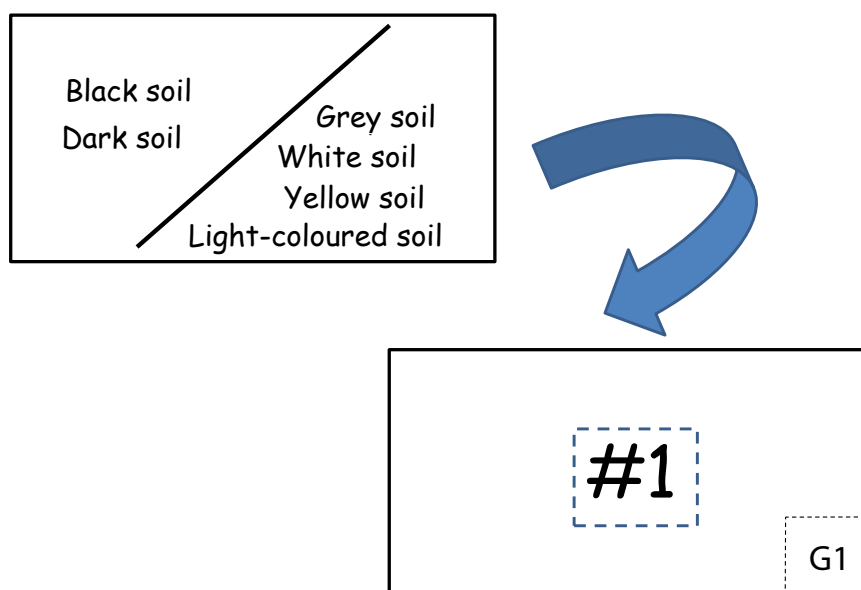 Black soil
Dark soil
Grey soil
White soil
Yellow soil
Light-coloured soil
#1
G1